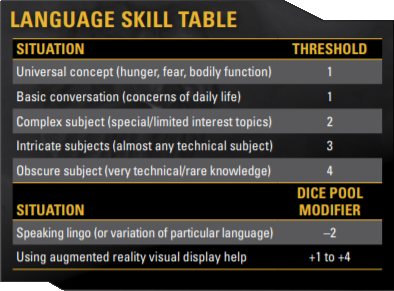 LANGUAGE SKILL TABLE
SITUATION THRESHOLD
Universal concept (hunger, fear, bodily function) 1
Basic conversation (concerns of daily life) 1
Complex subject (special/limited interest topics) 2
Intricate subjects (almost any technical subject) 3
Obscure subject (very technical/rare knowledge) 4
DICE POOL
SITUATION MODIFIER
Speaking lingo (or variation of particular language) –2
Using augmented reality visual display help +1 to +4